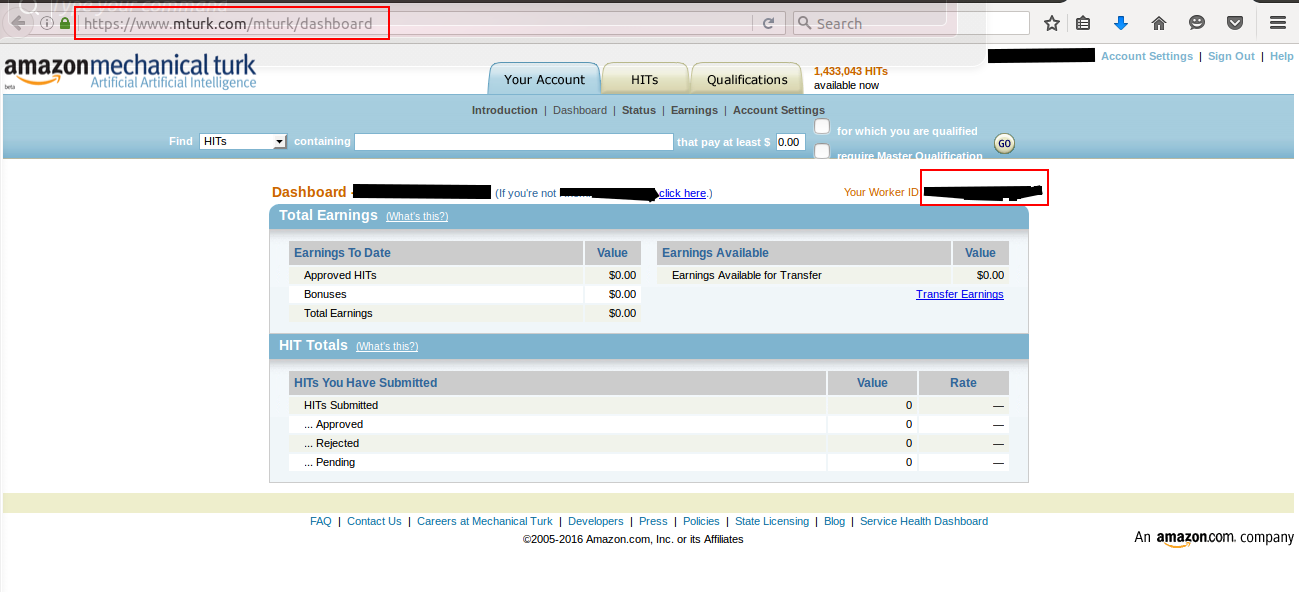 Type your command
https://www.mturk.com/mturk/dashboard
Search
amazonmechanical turk
Artificial Artificial Intelligence
beta
Your Account
HITs
Qualifications
1,433,043 HITs
available now
Account Settings | Sign Out | Help
Introduction | Dashboard | Status | Earnings | Account Settings
Find HITs containing that pay at least $ 0.00
for which you are qualified
require Master Qualification
GO
Dashboard - (If you're not click here.) Your Worker ID
Total Earnings (What's this?)
Earnings To Date Value
Approved HITs $0.00
Bonuses $0.00
Total Earnings $0.00
Earnings Available Value
Earnings Available for Transfer $0.00
Transfer Earnings
HIT Totals (What's this?)
HITs You Have Submitted Value Rate
HITs Submitted 0 —
... Approved 0 —
... Rejected 0 —
... Pending 0 —
FAQ | Contact Us | Careers at Mechanical Turk | Developers | Press | Policies | State Licensing | Blog | Service Health Dashboard
©2005-2016 Amazon.com, Inc. or its Affiliates
An amazon.com. company